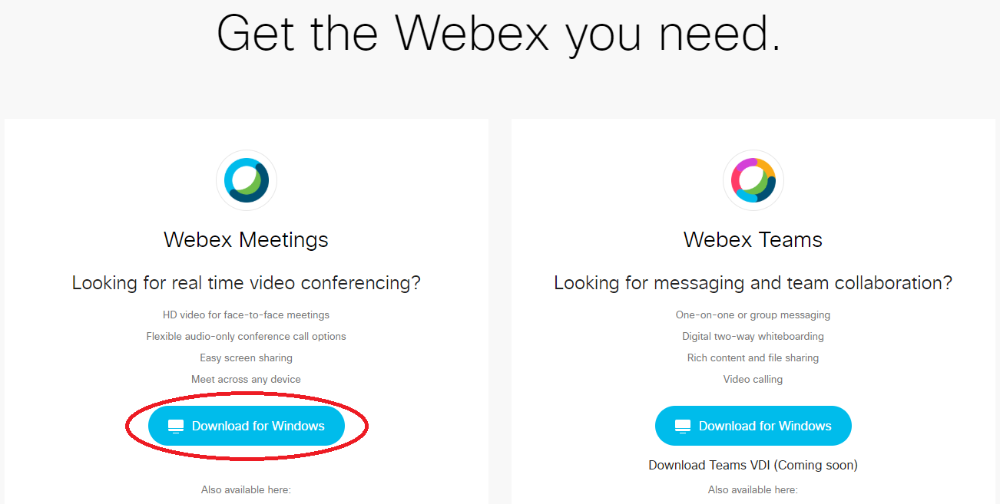 Get the Webex you need.
Webex Meetings
Looking for real time video conferencing?
HD video for face-to-face meetings
Flexible audio-only conference call options
Easy screen sharing
Meet across any device
Download for Windows
Also available here:
Webex Teams
Looking for messaging and team collaboration?
One-on-one or group messaging
Digital two-way whiteboarding
Rich content and file sharing
Video calling
Download for Windows
Download Teams VDI (Coming soon)
Also available here: